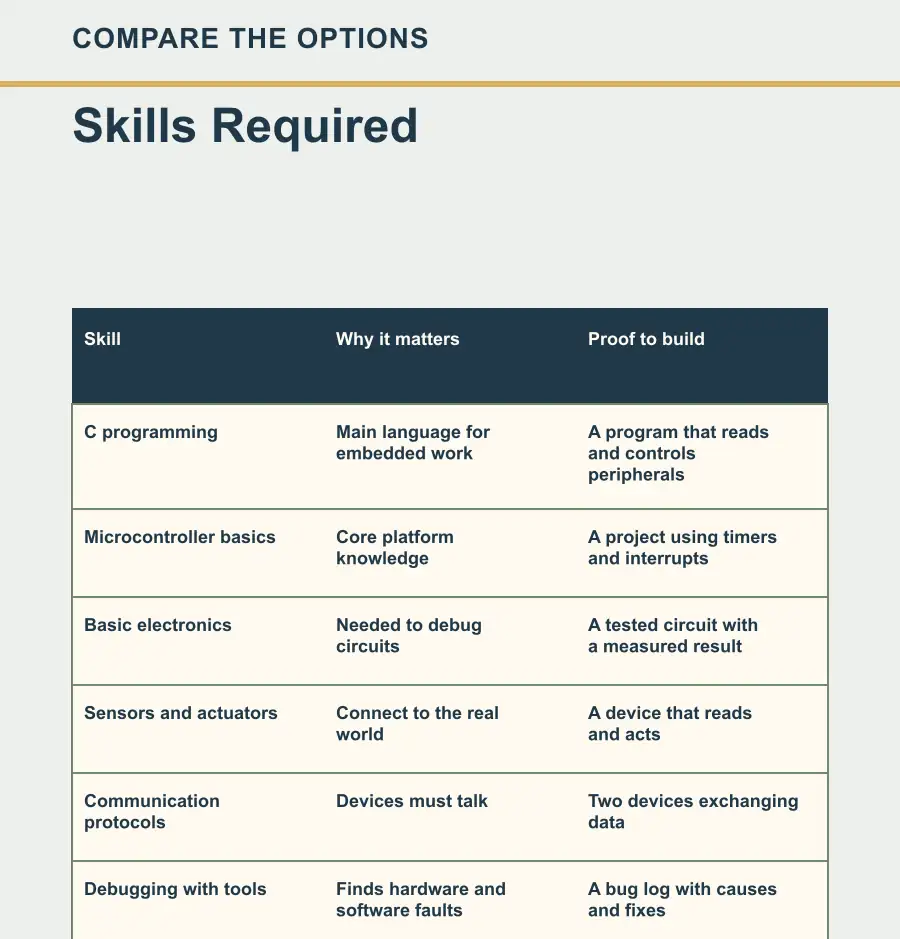 COMPARE THE OPTIONS
Skills Required
Skill
Why it matters
Proof to build
C programming
Main language for
embedded work
A program that reads
and controls
peripherals
Microcontroller basics
Core platform
knowledge
A project using timers
and interrupts
Basic electronics
Needed to debug
circuits
A tested circuit with
a measured result
Sensors and actuators
Connect to the real
world
A device that reads
and acts
Communication
protocols
Devices must talk
Two devices exchanging
data
Debugging with tools
Finds hardware and
software faults
A bug log with causes
and fixes